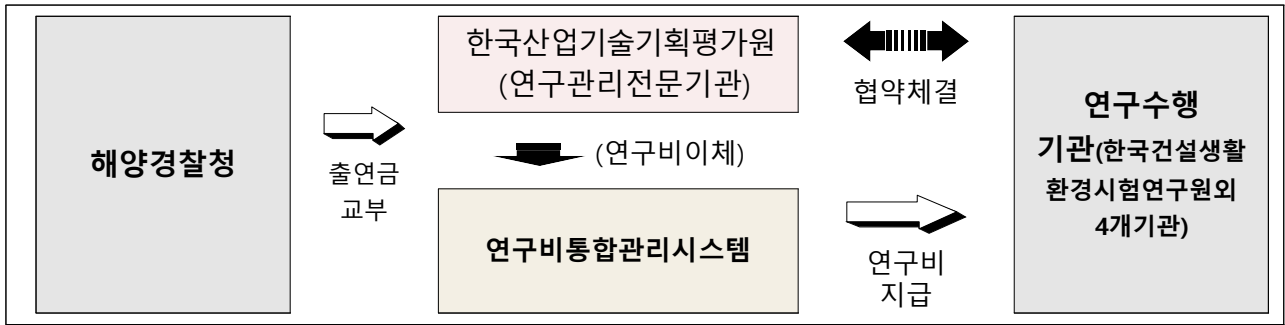 해양경찰청
출연금
교부
한국산업기술기획평가원
(연구관리전문기관)
(연구비이체)
연구비통합관리시스템
협약체결
연구비
지급
연구수행
기관(한국건설생활
환경시험연구원외
4개기관)